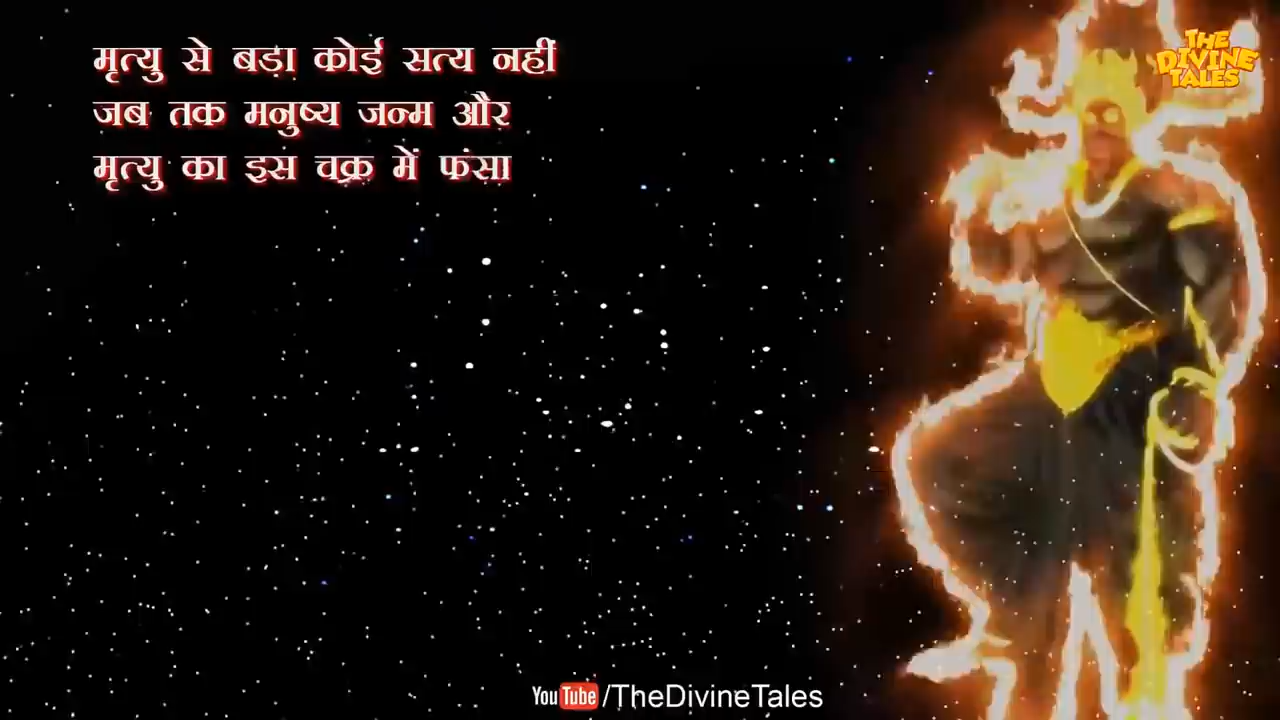 मृत्यु से बड़ा कोई सत्य नहीं
जब तक मनुष्य जन्म और
मृत्यु का इस चक्र में फंसा
THE
DIVINE
TALES
YouTube/TheDivineTales